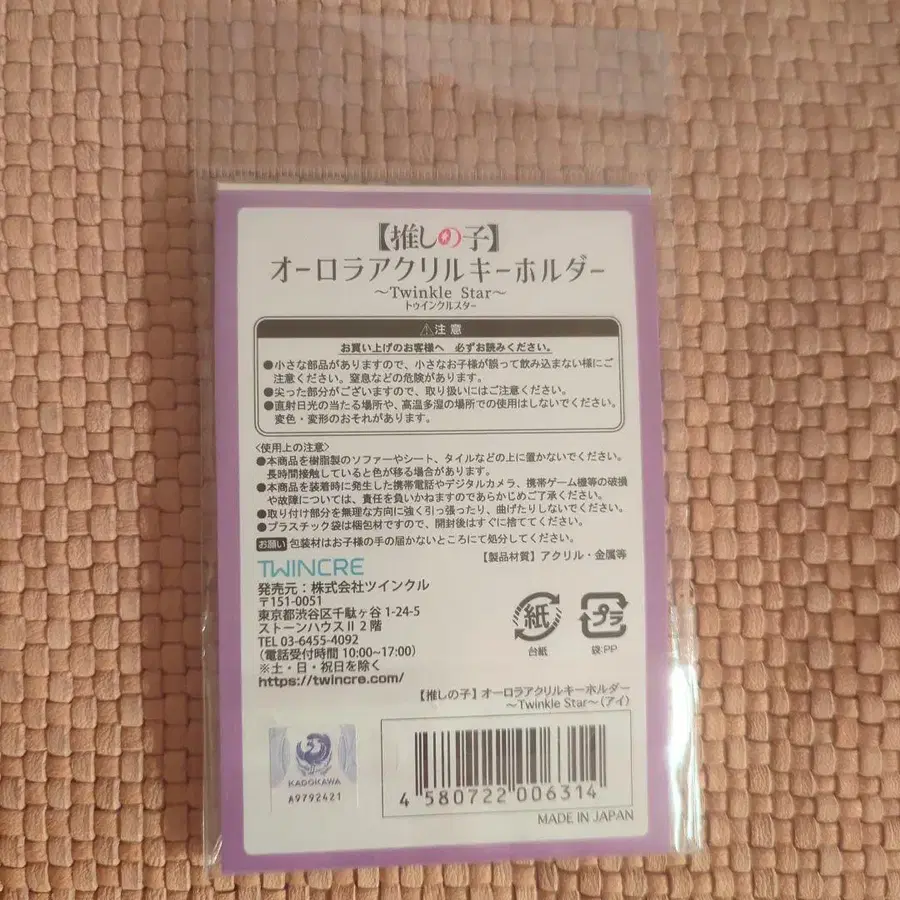 【推しの子】
オーロラアクリルキーホルダー
～Twinkle Star～
トゥインクルスター
⚠注 意
お買い上げのお客様へ 必ずお読みください。
●小さな部品がありますので、小さなお子様が誤って飲み込まない様にご
注意ください。窒息などの危険があります。
●尖った部分がございますので、取り扱いにはご注意ください。
●直射日光の当たる場所や、高温多湿の場所での使用はしないでください。
変色・変形のおそれがあります。
〈使用上の注意〉
●本商品を樹脂製のソファーやシート、タイルなどの上に置かないでください。
長時間接触していると色が移る場合があります。
●本商品を装着時に発生した携帯電話やデジタルカメラ、携帯ゲーム機等の破損
や故障については、責任を負いかねますのであらかじめご了承ください。
●取り付け部分を無理な方向に強く引っ張ったり、曲げたりしないでください。
●プラスチック袋は梱包材ですので、開封後はすぐに捨ててください。
お願い 包装材はお子様の手の届かないところにて処分してください。
【製品材質】アクリル・金属等
TWINCRE
発売元：株式会社ツインクル
〒151-0051
東京都渋谷区千駄ヶ谷1-24-5
ストーンハウスⅡ2階
TEL 03-6455-4092
（電話受付時間 10:00~17:00）
※土・日・祝日を除く
https://twincre.com/
紙
台紙
プラ
袋:PP
【推しの子】オーロラアクリルキーホルダー
～Twinkle Star～（アイ）
KADOKAWA
A9792421
4 580722 006314
MADE IN JAPAN